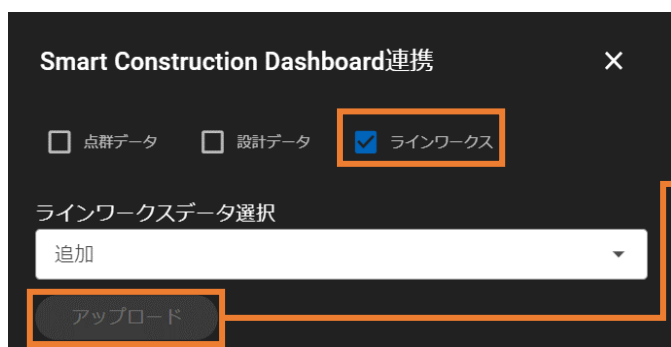 Smart Construction Dashboard連携
点群データ 設計データ ラインワークス
ラインワークスデータ選択
追加
アップロード